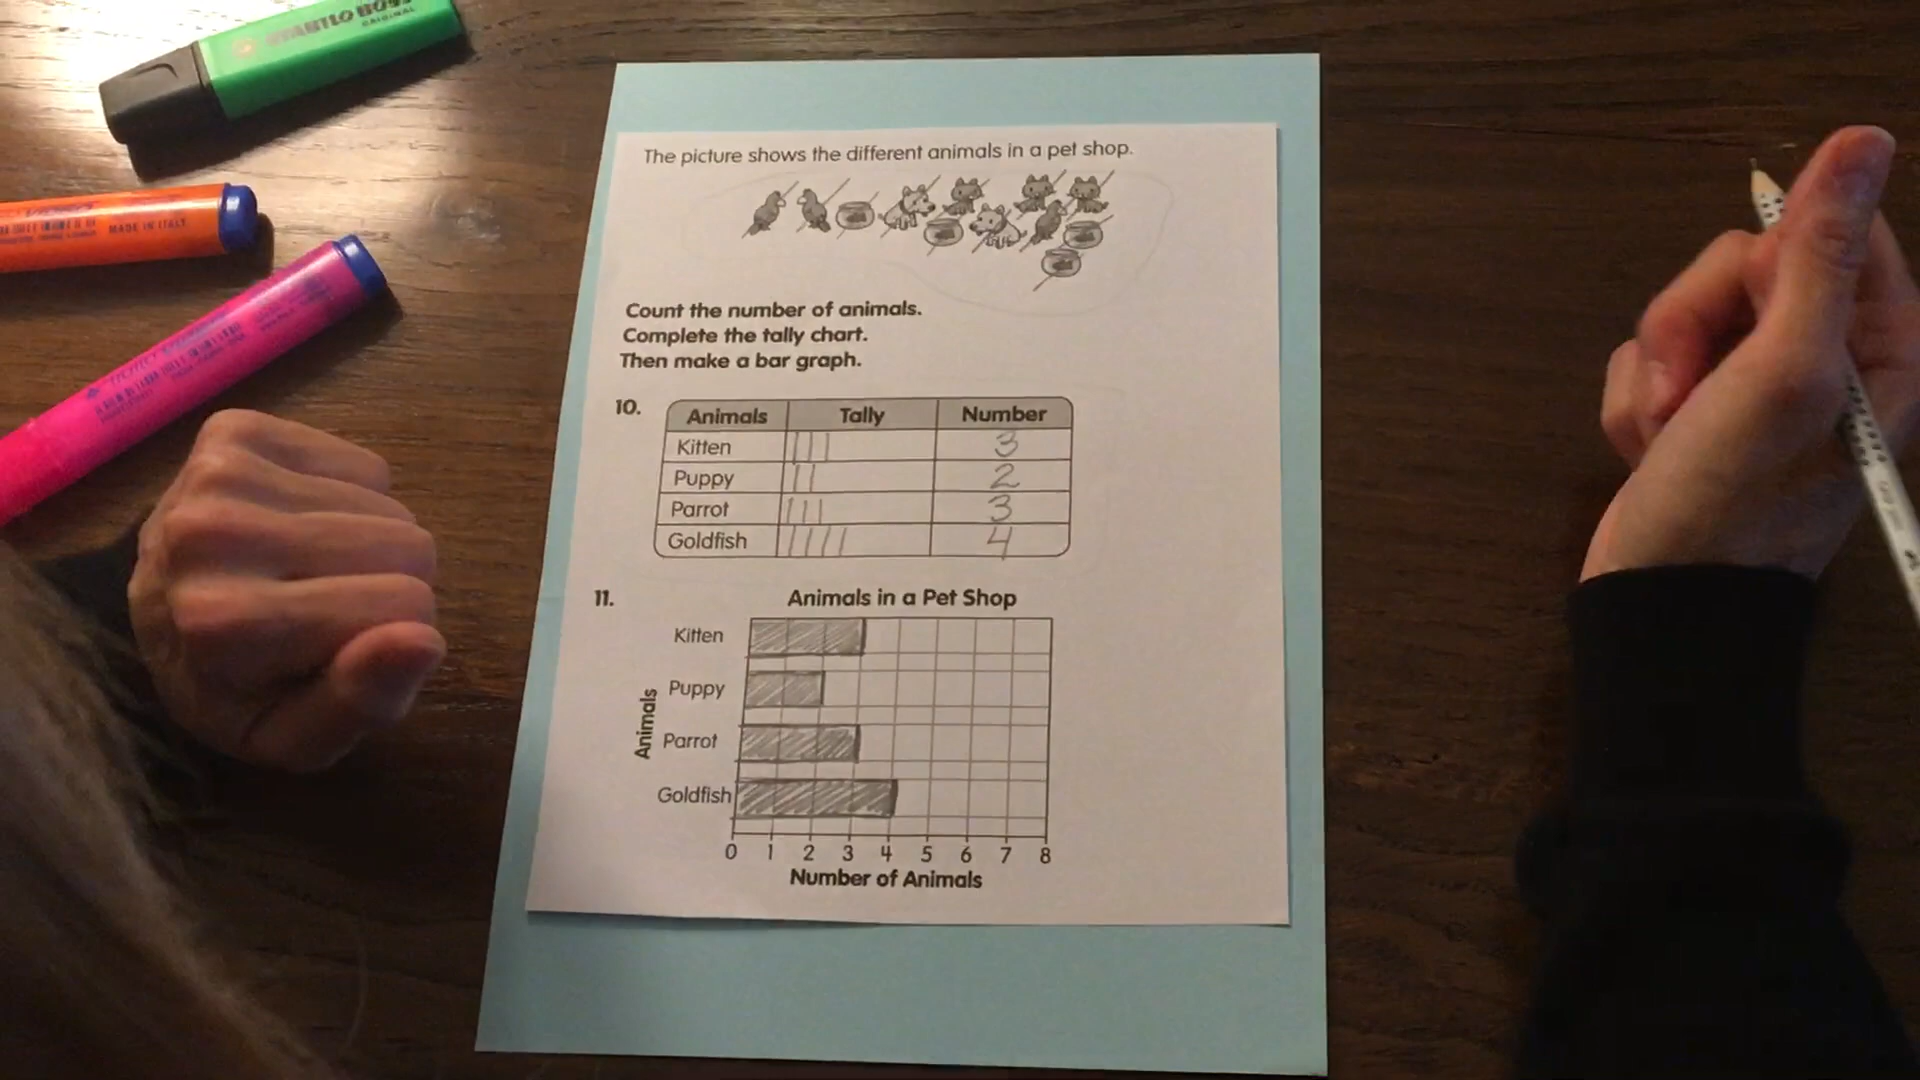 STABILO BOSS
ORIGINAL
MADE IN ITALY
The picture shows the different animals in a pet shop.
Count the number of animals.
Complete the tally chart.
Then make a bar graph.
10.
Animals Tally Number
Kitten ||| 3
Puppy || 2
Parrot ||| 3
Goldfish |||| 4
11. Animals in a Pet Shop
Kitten
Puppy
Animals
Parrot
Goldfish
0 1 2 3 4 5 6 7 8
Number of Animals